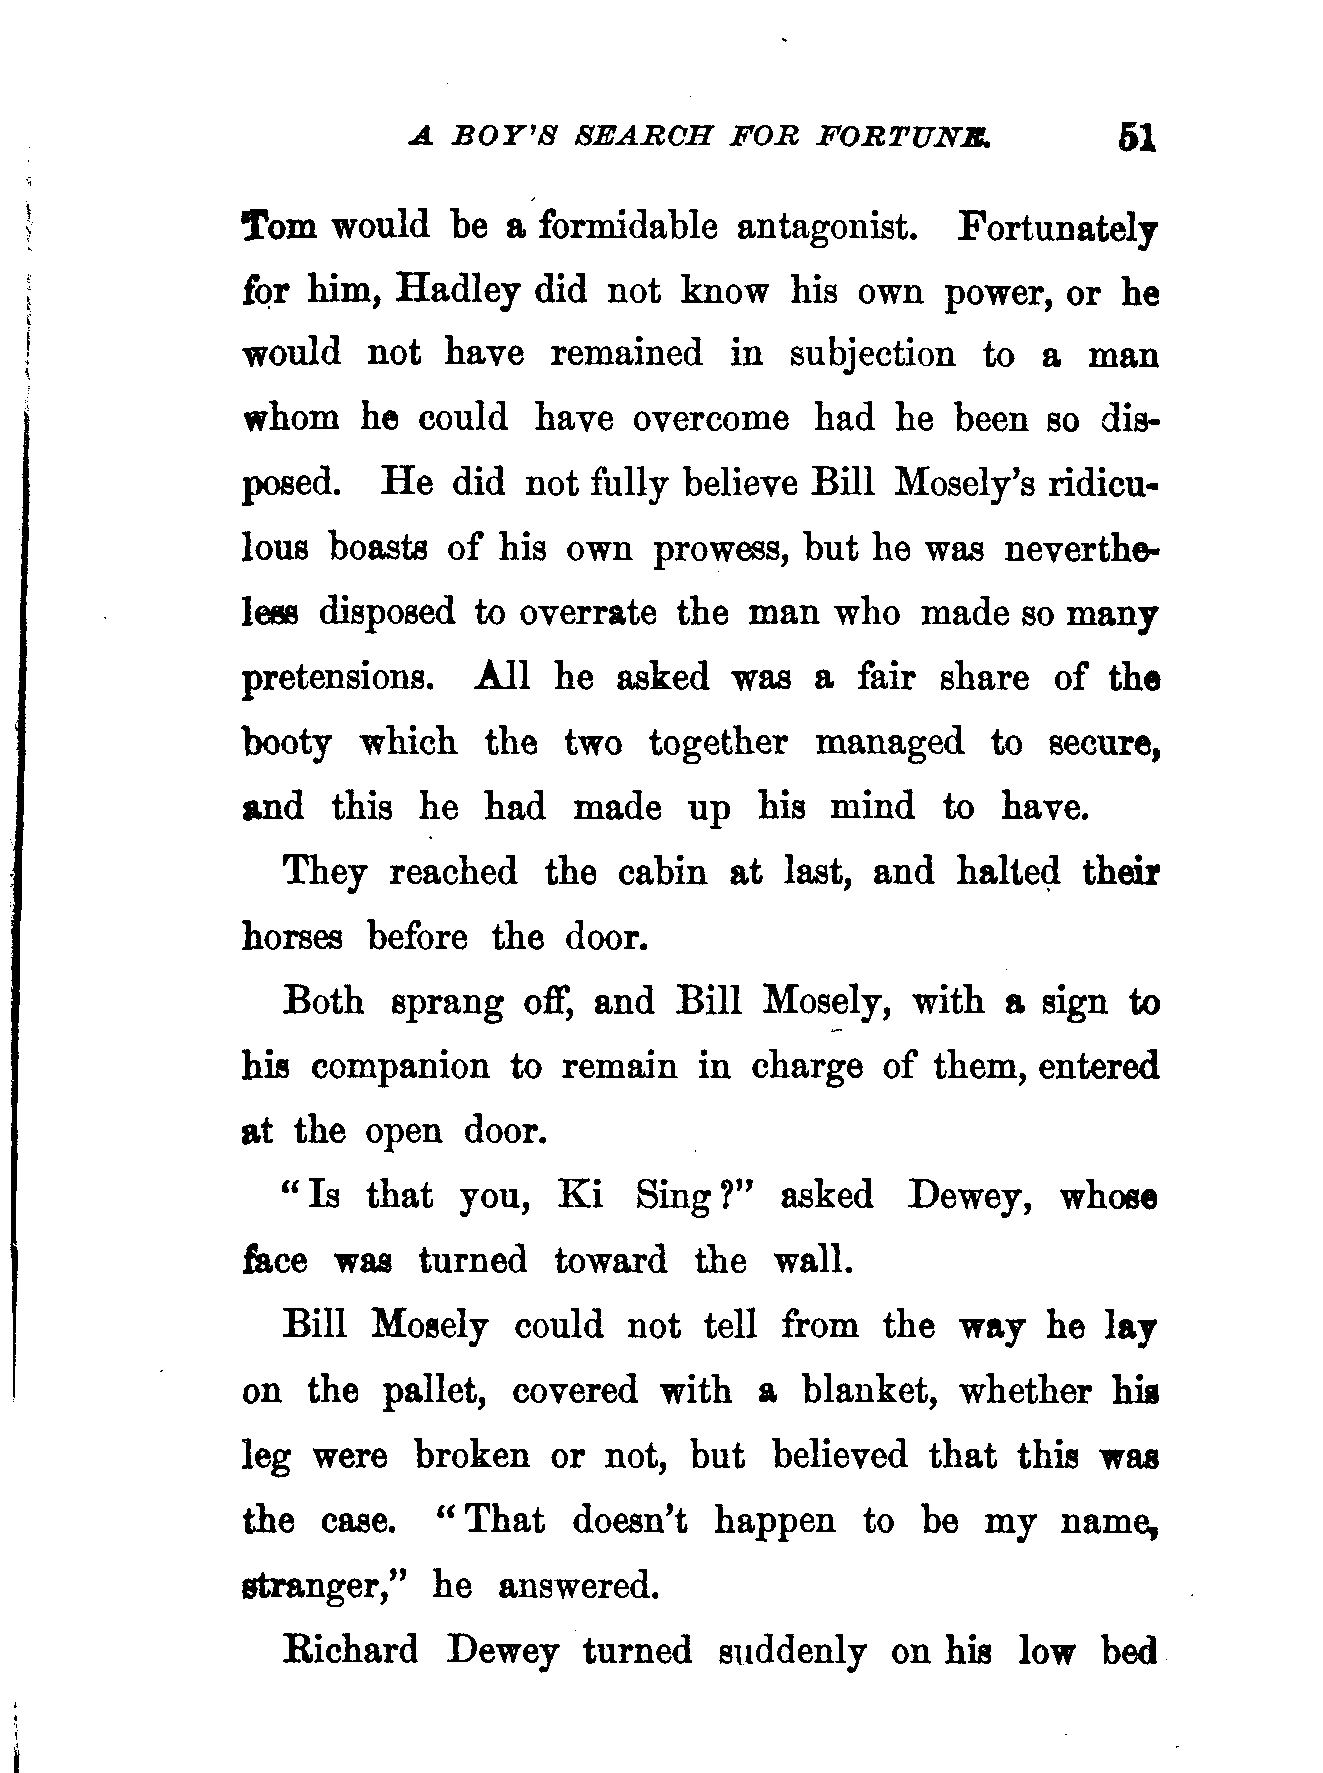 A BOY'S SEARCH FOR FORTUNE. 51
Tom would be a formidable antagonist. Fortunately
for him, Hadley did not know his own power, or he
would not have remained in subjection to a man
whom he could have overcome had he been so dis-
posed. He did not fully believe Bill Mosely's ridicu-
lous boasts of his own prowess, but he was neverthe-
less disposed to overrate the man who made so many
pretensions. All he asked was a fair share of the
booty which the two together managed to secure,
and this he had made up his mind to have.
They reached the cabin at last, and halted their
horses before the door.
Both sprang off, and Bill Mosely, with a sign to
his companion to remain in charge of them, entered
at the open door.
"Is that you, Ki Sing?" asked Dewey, whose
face was turned toward the wall.
Bill Mosely could not tell from the way he lay
on the pallet, covered with a blanket, whether his
leg were broken or not, but believed that this was
the case. "That doesn't happen to be my name,
stranger," he answered.
Richard Dewey turned suddenly on his low bed